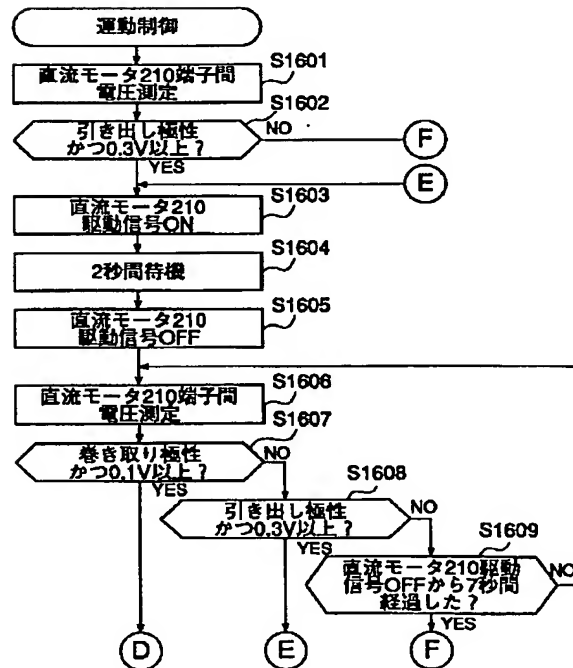 運動制御
S1601
直流モータ210端子間
電圧測定
S1602
引き出し極性
かつ0.3V以上？
NO
F
YES
E
S1603
直流モータ210
駆動信号ON
S1604
2秒間待機
S1605
直流モータ210
駆動信号OFF
S1606
直流モータ210端子間
電圧測定
S1607
巻き取り極性
かつ0.1V以上？
NO
YES
S1608
引き出し極性
かつ0.3V以上？
NO
YES
S1609
直流モータ210駆動
信号OFFから7秒間
経過した？
NO
YES
D
E
F